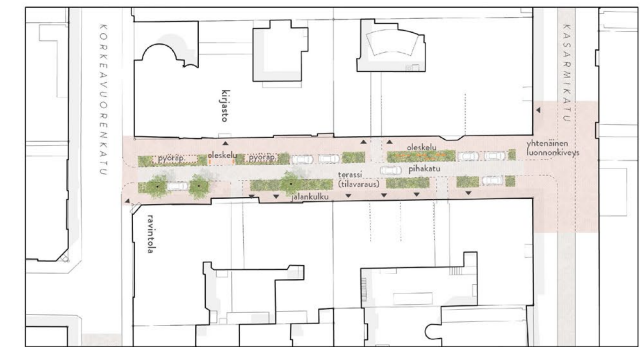 KORKEAVUORENKATU
KASARMIKATU
kirjasto
pyöräp.
oleskelu
pyöräp.
oleskelu
yhtenäinen
luonnonkiveys
terassi
(tilavaraus)
pihakatu
jalankulku
ravintola